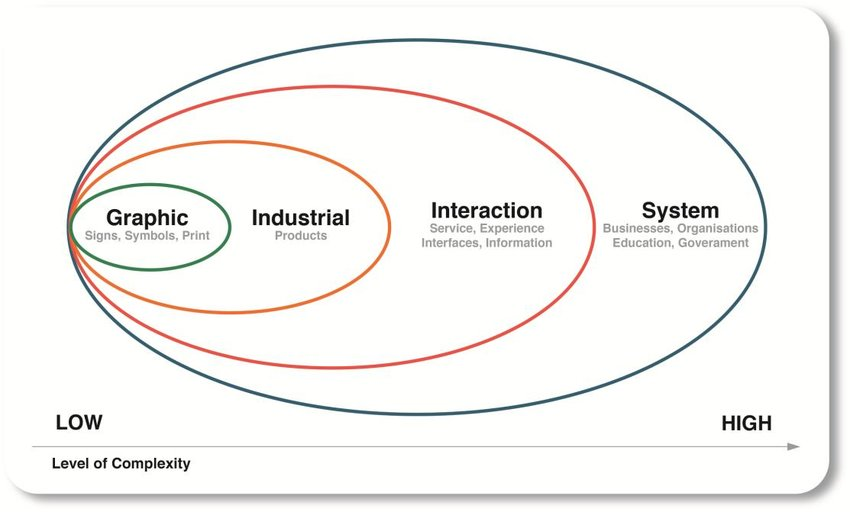 Graphic
Signs, Symbols, Print
Industrial
Products
Interaction
Service, Experience
Interfaces, Information
System
Businesses, Organisations
Education, Goverament
LOW
HIGH
Level of Complexity